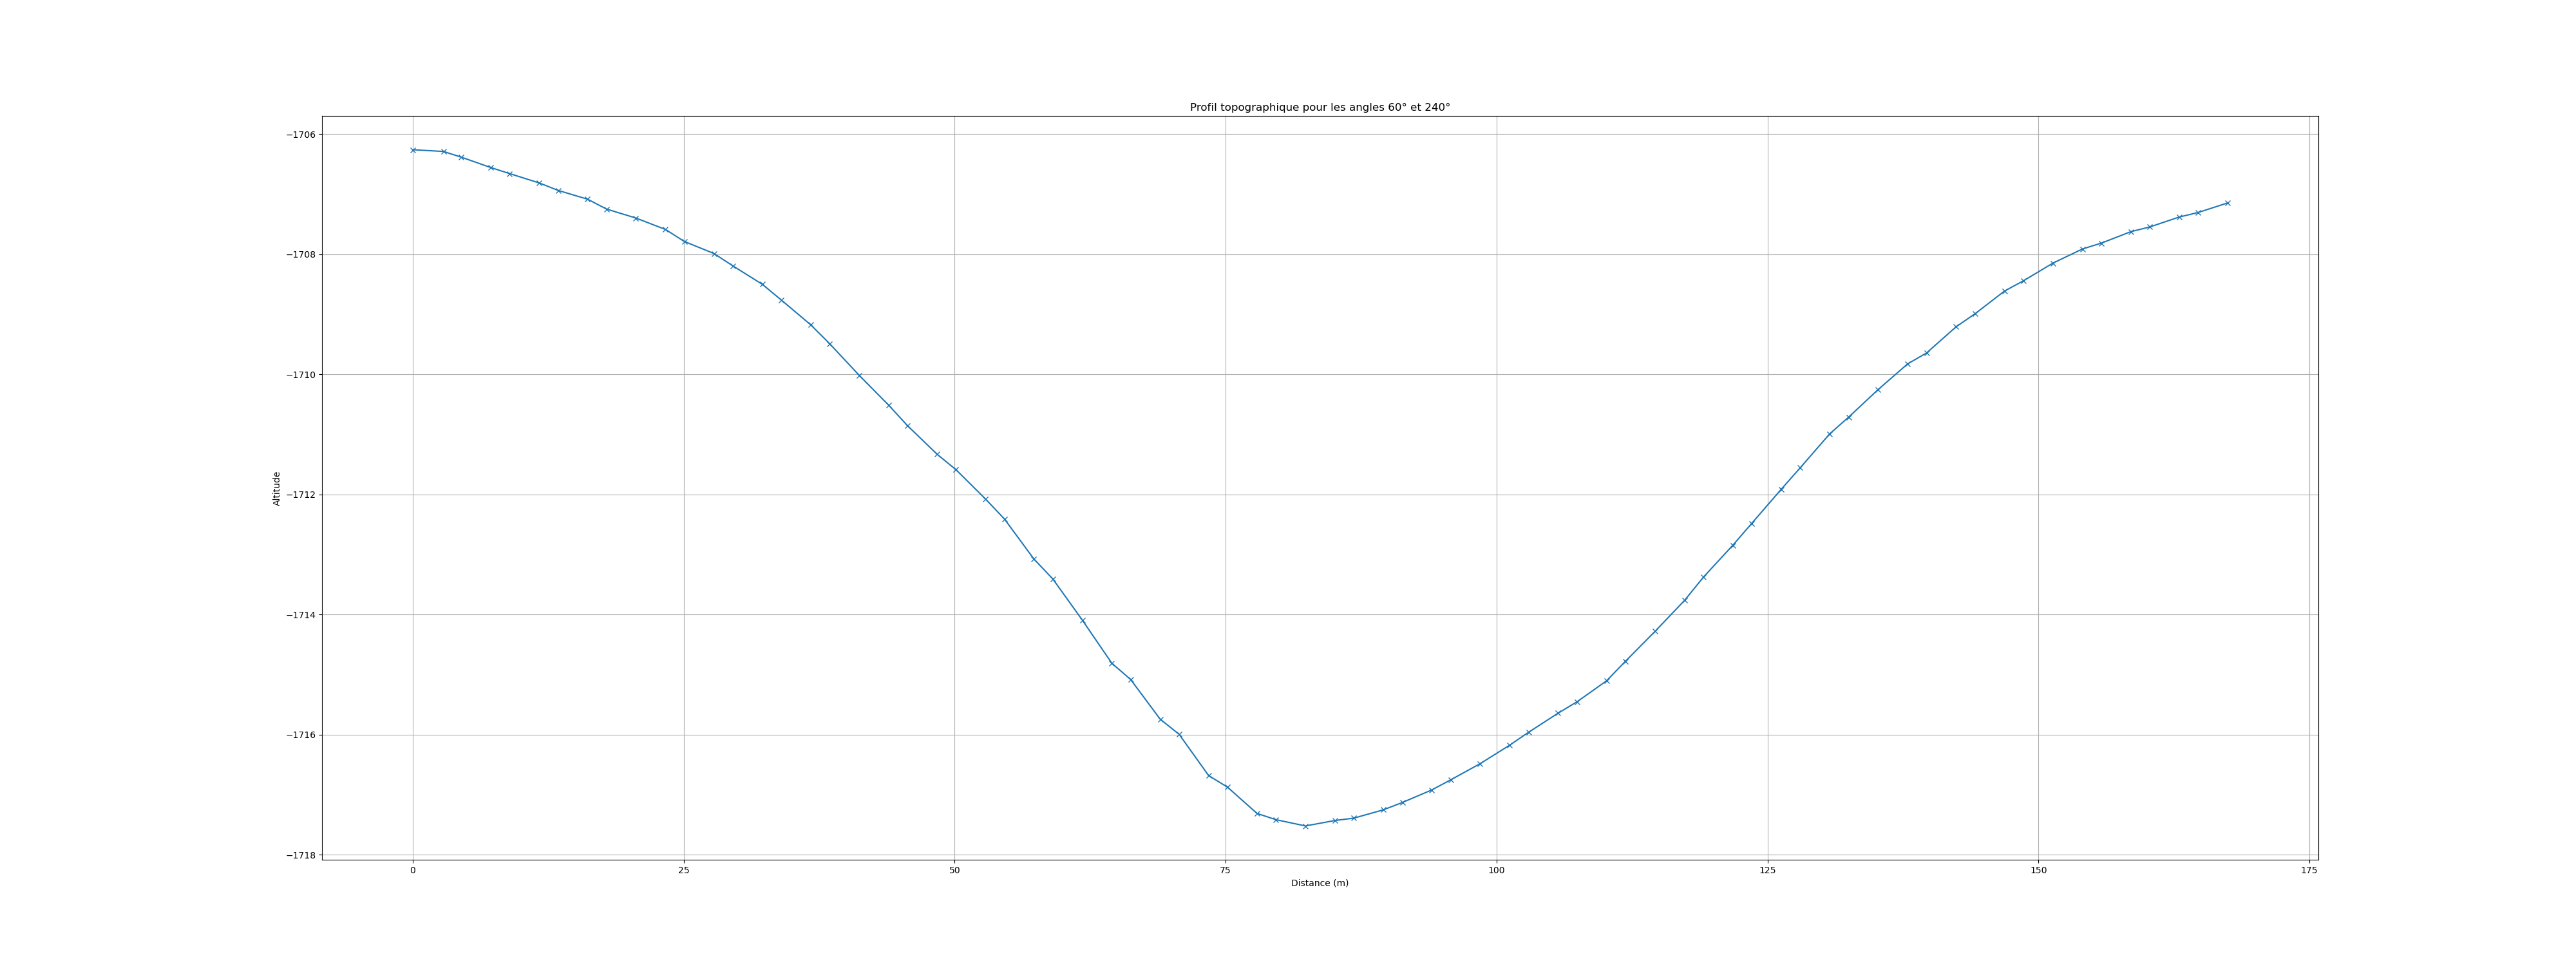 Profil topographique pour les angles 60° et 240°
−1706
−1708
−1710
−1712
−1714
−1716
−1718
Altitude
0 25 50 75 100 125 150 175
Distance (m)